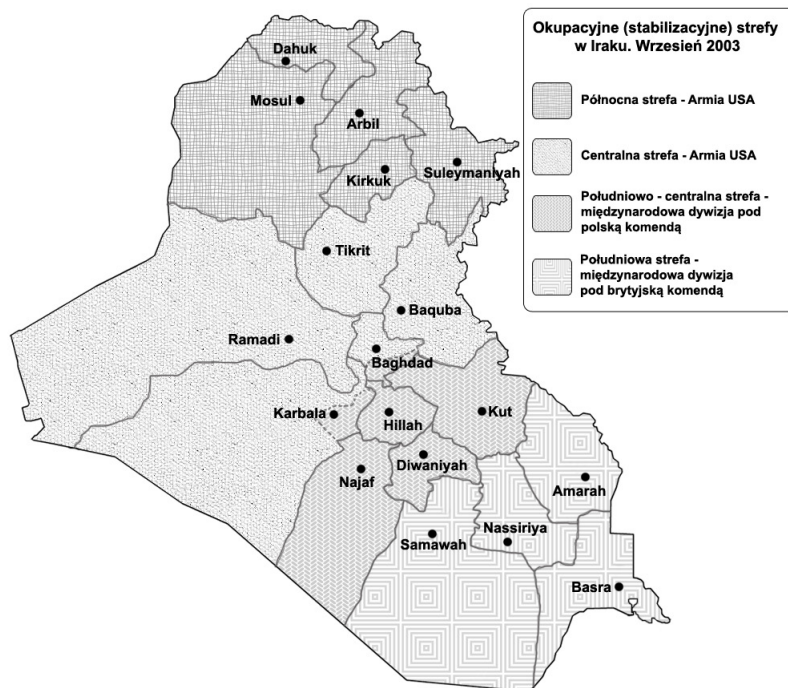 Okupacyjne (stabilizacyjne) strefy
w Iraku. Wrzesień 2003
Północna strefa - Armia USA
Centralna strefa - Armia USA
Południowo - centralna strefa -
międzynarodowa dywizja pod
polską komendą
Południowa strefa -
międzynarodowa dywizja
pod brytyjską komendą
Dahuk
Mosul
Arbil
Kirkuk
Suleymaniyah
Tikrit
Baquba
Ramadi
Baghdad
Karbala
Hillah
Kut
Diwaniyah
Najaf
Amarah
Nassiriya
Samawah
Basra